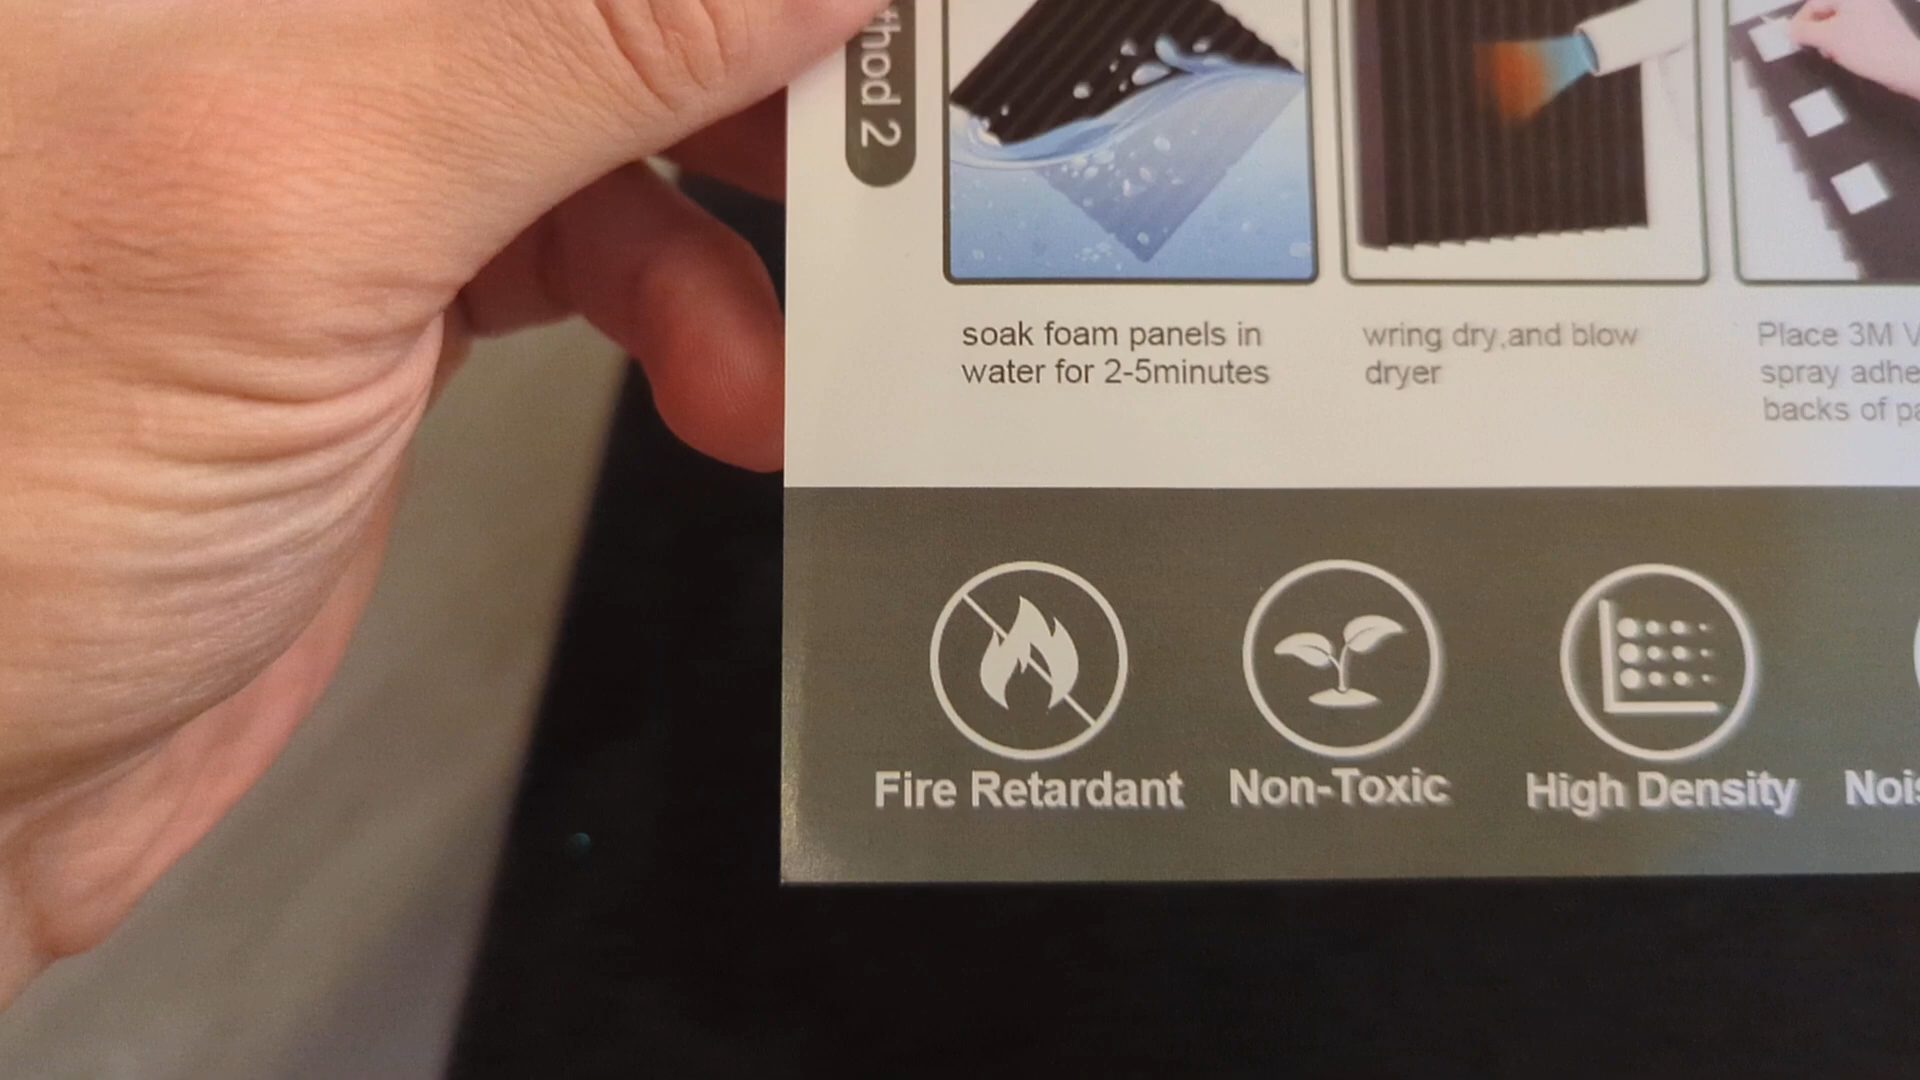 thod 2
soak foam panels in
water for 2-5minutes
wring dry,and blow
dryer
Place 3M V
spray adhe
backs of pa
Fire Retardant
Non-Toxic
High Density
Nois